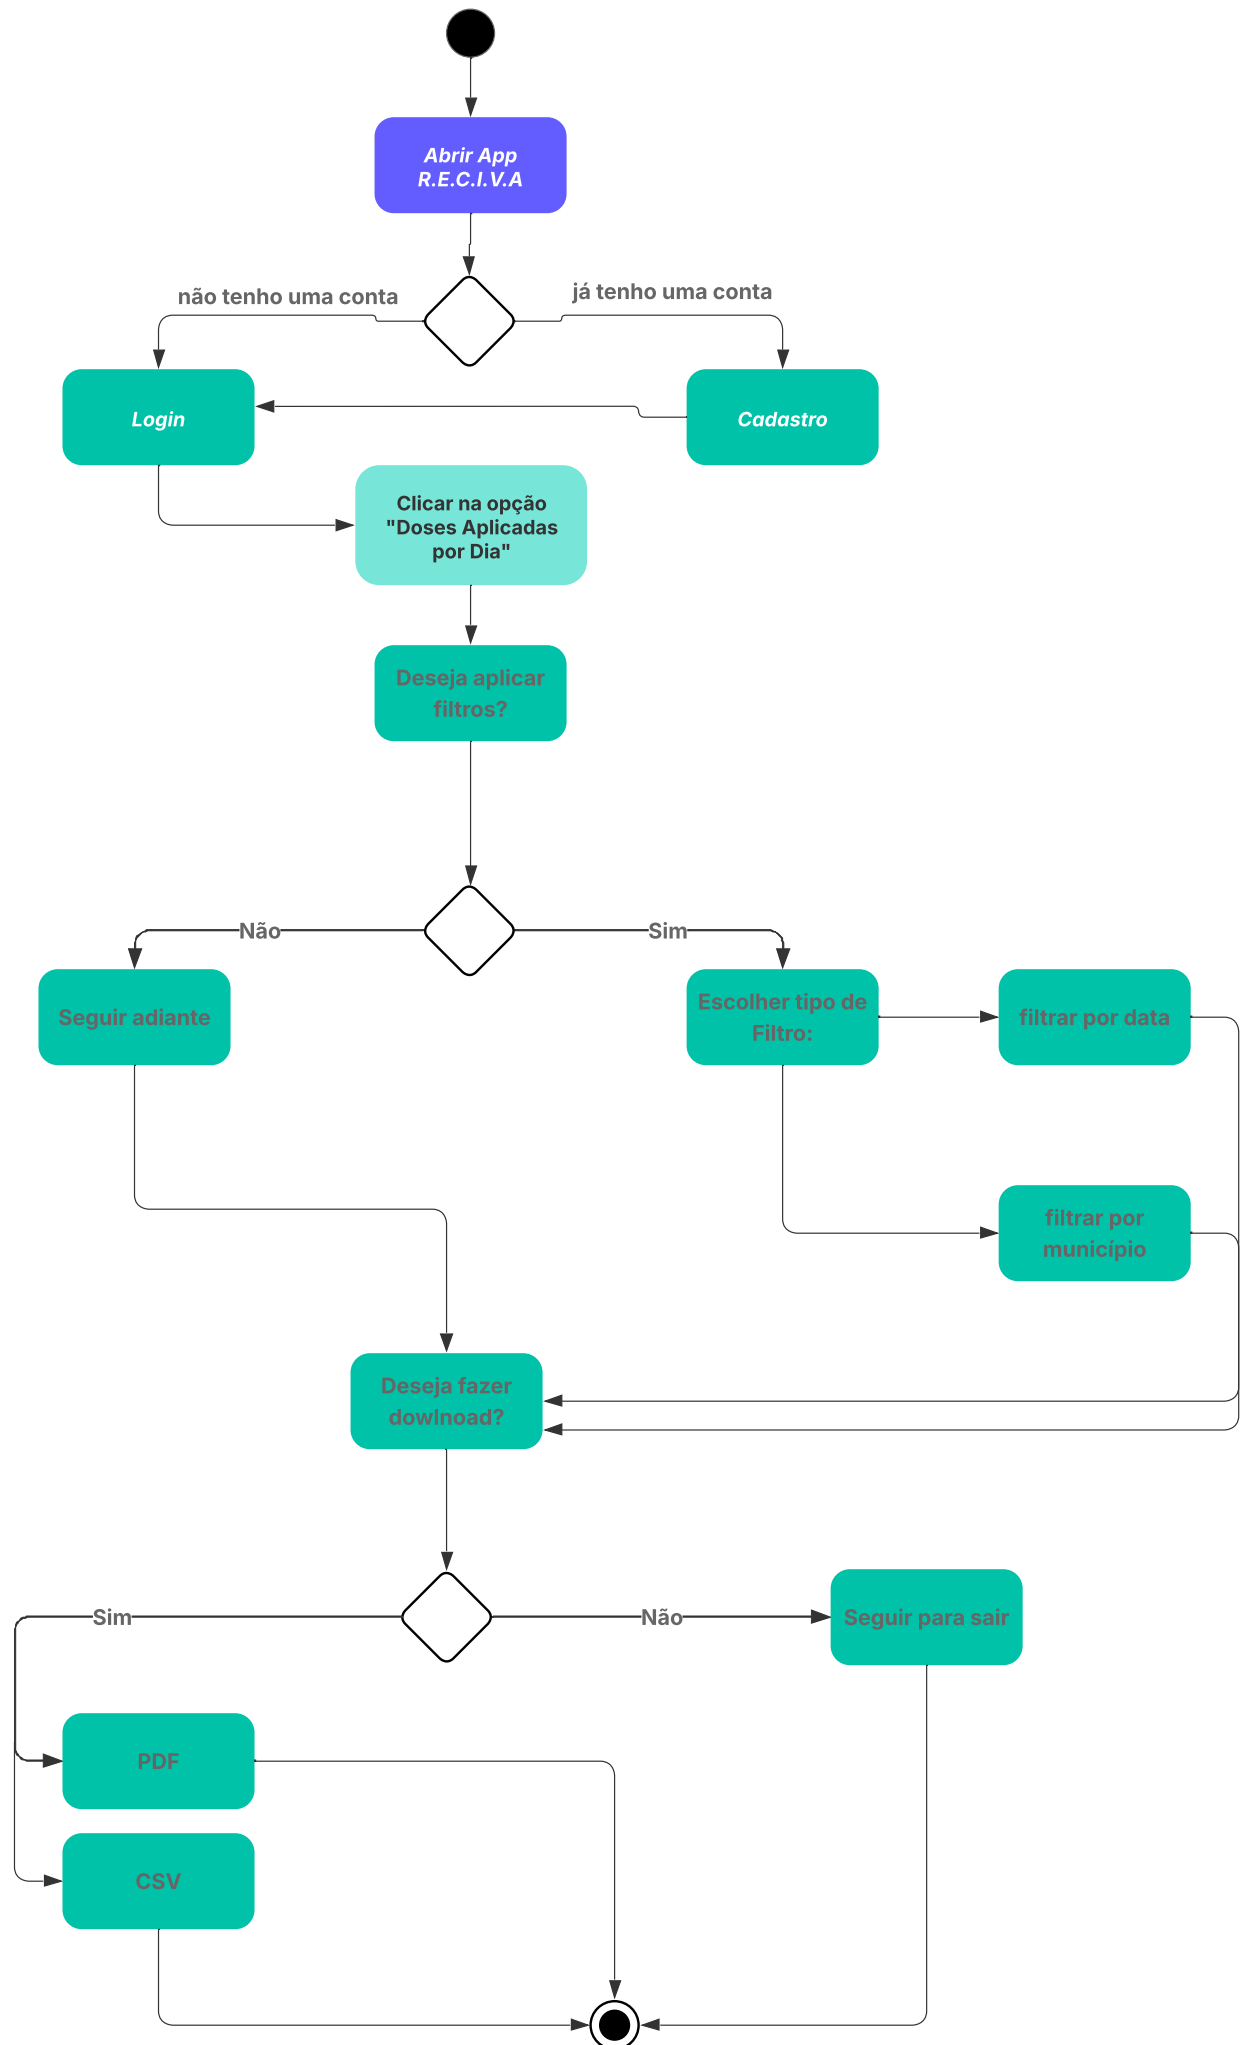 Abrir App
R.E.C.I.V.A
não tenho uma conta
já tenho uma conta
Login
Cadastro
Clicar na opção
"Doses Aplicadas
por Dia"
Deseja aplicar
filtros?
Não
Sim
Seguir adiante
Escolher tipo de
Filtro:
filtrar por data
filtrar por
município
Deseja fazer
dowlnoad?
Sim
Não
Seguir para sair
PDF
CSV